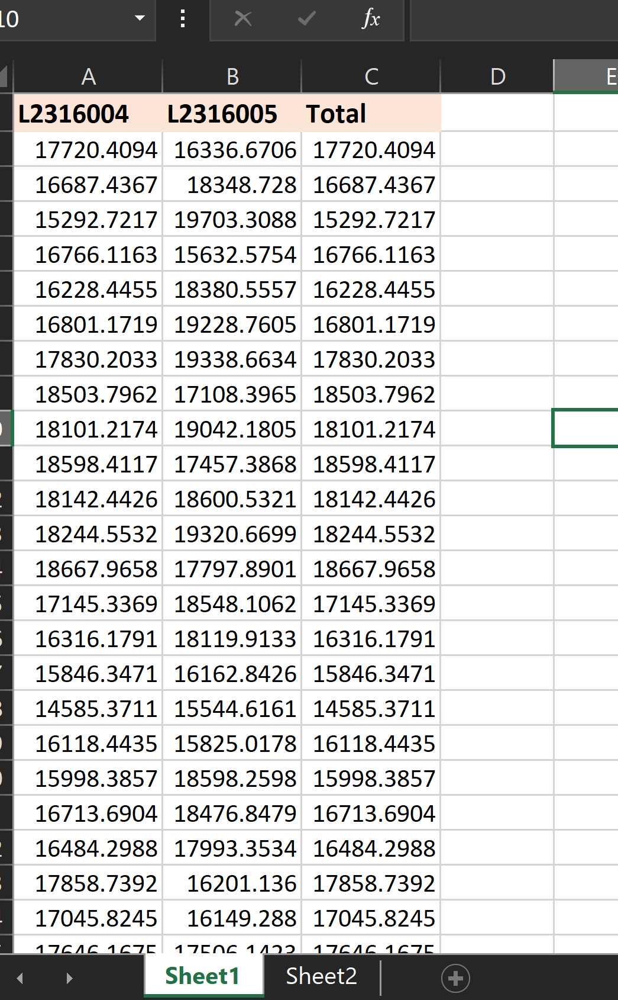 10
fx
A B C D E
L2316004 L2316005 Total
17720.4094 16336.6706 17720.4094
16687.4367 18348.728 16687.4367
15292.7217 19703.3088 15292.7217
16766.1163 15632.5754 16766.1163
16228.4455 18380.5557 16228.4455
16801.1719 19228.7605 16801.1719
17830.2033 19338.6634 17830.2033
18503.7962 17108.3965 18503.7962
18101.2174 19042.1805 18101.2174
18598.4117 17457.3868 18598.4117
18142.4426 18600.5321 18142.4426
18244.5532 19320.6699 18244.5532
18667.9658 17797.8901 18667.9658
17145.3369 18548.1062 17145.3369
16316.1791 18119.9133 16316.1791
15846.3471 16162.8426 15846.3471
14585.3711 15544.6161 14585.3711
16118.4435 15825.0178 16118.4435
15998.3857 18598.2598 15998.3857
16713.6904 18476.8479 16713.6904
16484.2988 17993.3534 16484.2988
17858.7392 16201.136 17858.7392
17045.8245 16149.288 17045.8245
17646.1675 17506.1423 17646.1675
Sheet1 Sheet2